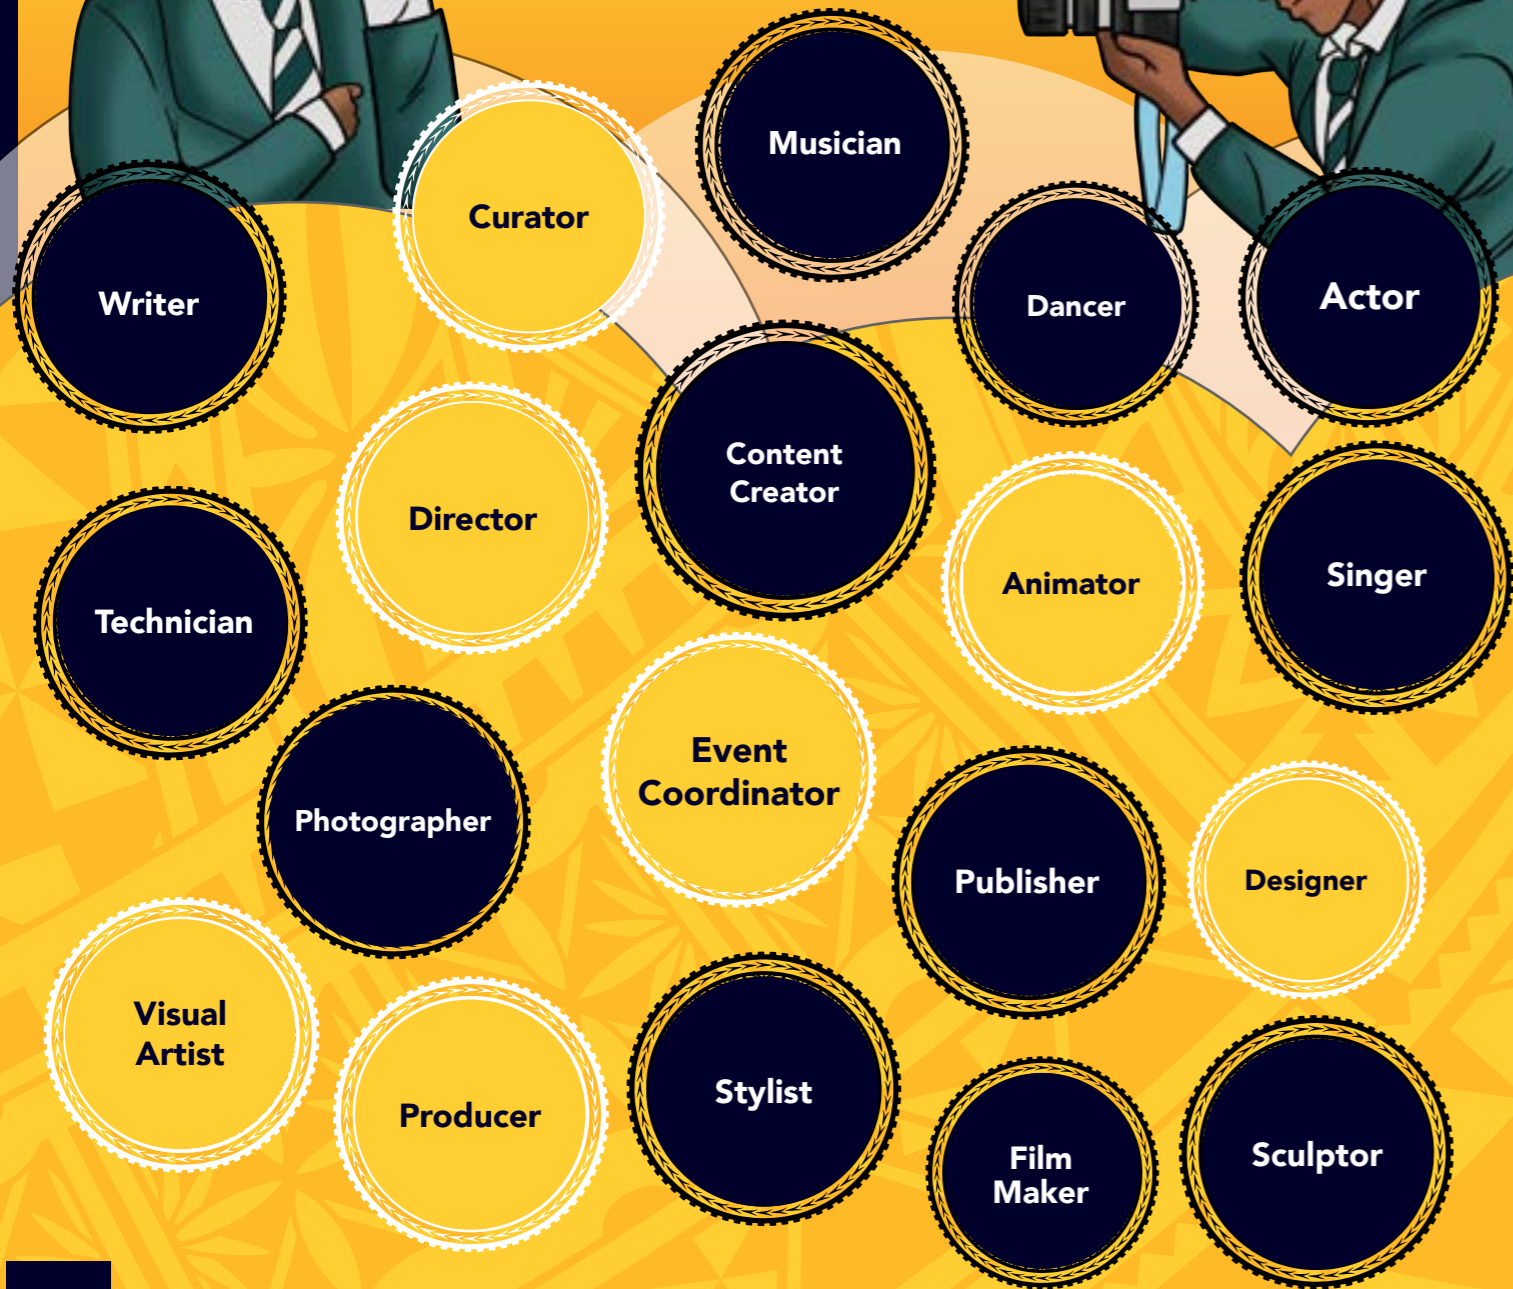 Musician
Curator
Writer
Dancer
Actor
Content
Creator
Director
Animator
Singer
Technician
Event
Coordinator
Photographer
Publisher
Designer
Visual
Artist
Producer
Stylist
Film
Maker
Sculptor